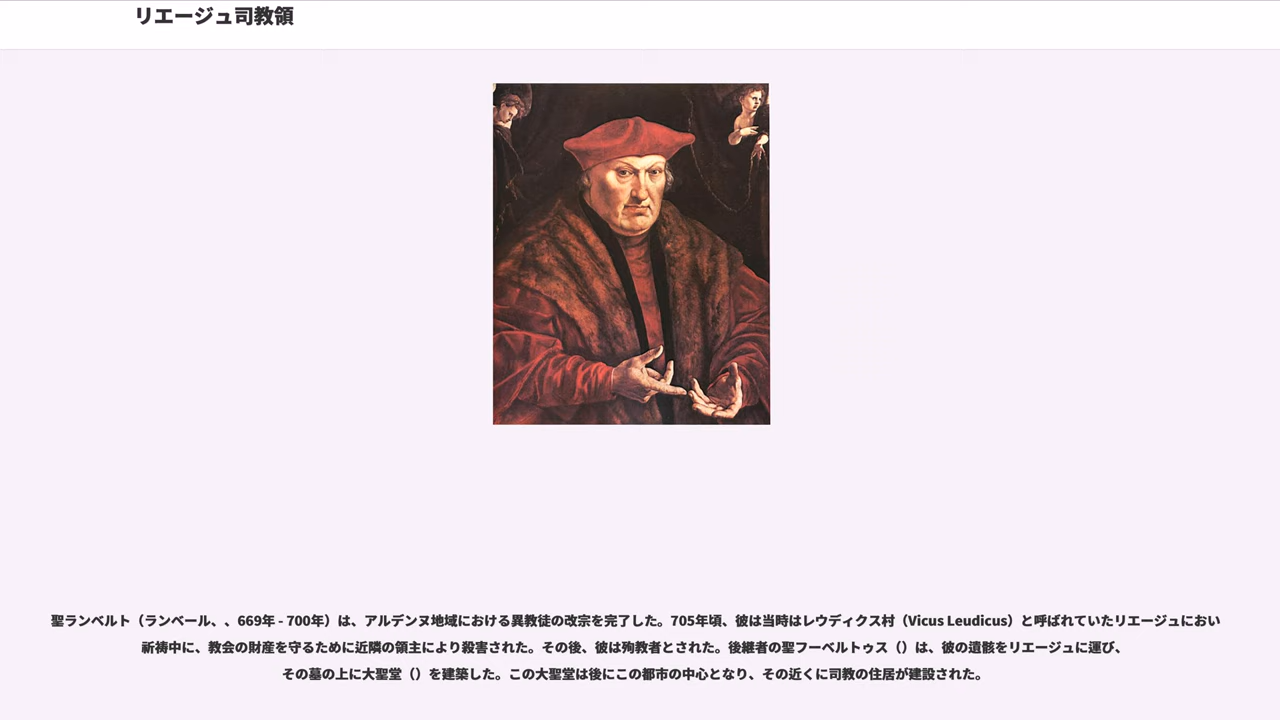 リエージュ司教領
聖ランベルト（ランベール、、669年 - 700年）は、アルデンヌ地域における異教徒の改宗を完了した。705年頃、彼は当時はレウディクス村（Vicus Leudicus）と呼ばれていたリエージュにおい
祈祷中に、教会の財産を守るために近隣の領主により殺害された。その後、彼は殉教者とされた。後継者の聖フーベルトゥス（）は、彼の遺骸をリエージュに運び、
その墓の上に大聖堂（）を建築した。この大聖堂は後にこの都市の中心となり、その近くに司教の住居が建設された。